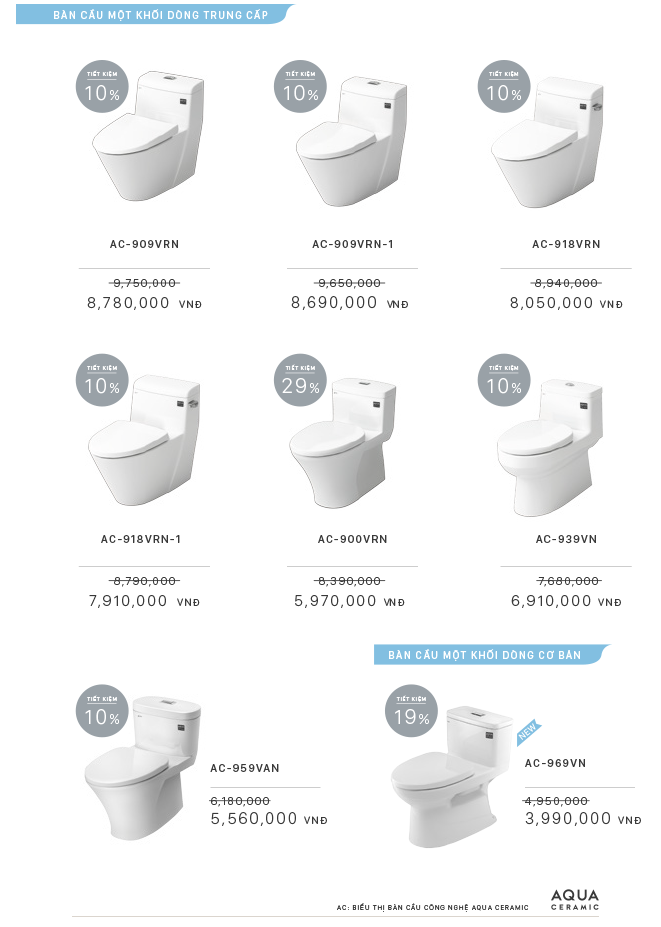 BÀN CẦU MỘT KHỐI DÒNG TRUNG CẤP
TIẾT KIỆM
10%
TIẾT KIỆM
10%
TIẾT KIỆM
10%
AC-909VRN
AC-909VRN-1
AC-918VRN
9,750,000
9,650,000
8,940,000
8,780,000 VNĐ
8,690,000 VNĐ
8,050,000 VNĐ
TIẾT KIỆM
10%
TIẾT KIỆM
29%
TIẾT KIỆM
10%
AC-918VRN-1
AC-900VRN
AC-939VN
8,790,000
8,390,000
7,680,000
7,910,000 VNĐ
5,970,000 VNĐ
6,910,000 VNĐ
BÀN CẦU MỘT KHỐI DÒNG CƠ BẢN
TIẾT KIỆM
10%
AC-959VAN
6,180,000
5,560,000 VNĐ
TIẾT KIỆM
19%
NEW
AC-969VN
4,950,000
3,990,000 VNĐ
AC: BIỂU THỊ BÀN CẦU CÔNG NGHỆ AQUA CERAMIC
AQUA
CERAMIC